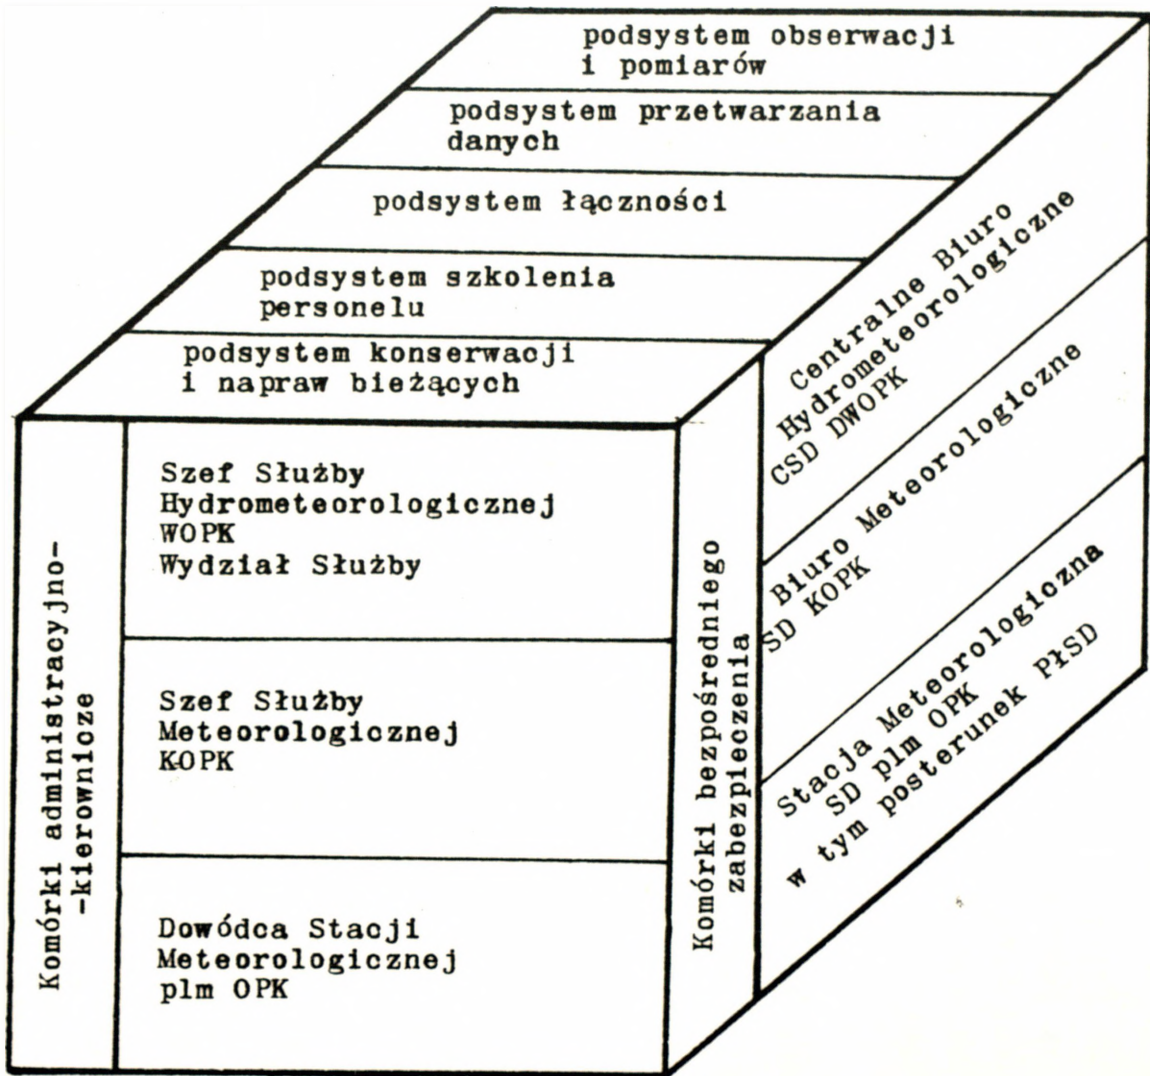 podsystem obserwacji
i pomiarów
podsystem przetwarzania
danych
podsystem łączności
podsystem szkolenia
personelu
podsystem konserwacji
i napraw bieżących
Komórki administracyjno-
-kierownicze
Szef Służby
Hydrometeorologicznej
WOPK
Wydział Służby
Szef Służby
Meteorologicznej
KOPK
Dowódca Stacji
Meteorologicznej
plm OPK
Komórki bezpośredniego
zabezpieczenia
Centralne Biuro
Hydrometeorologiczne
CSD DWOPK
Biuro Meteorologiczne
SD KOPK
Stacja Meteorologiczna
SD plm OPK
w tym posterunek PłSD